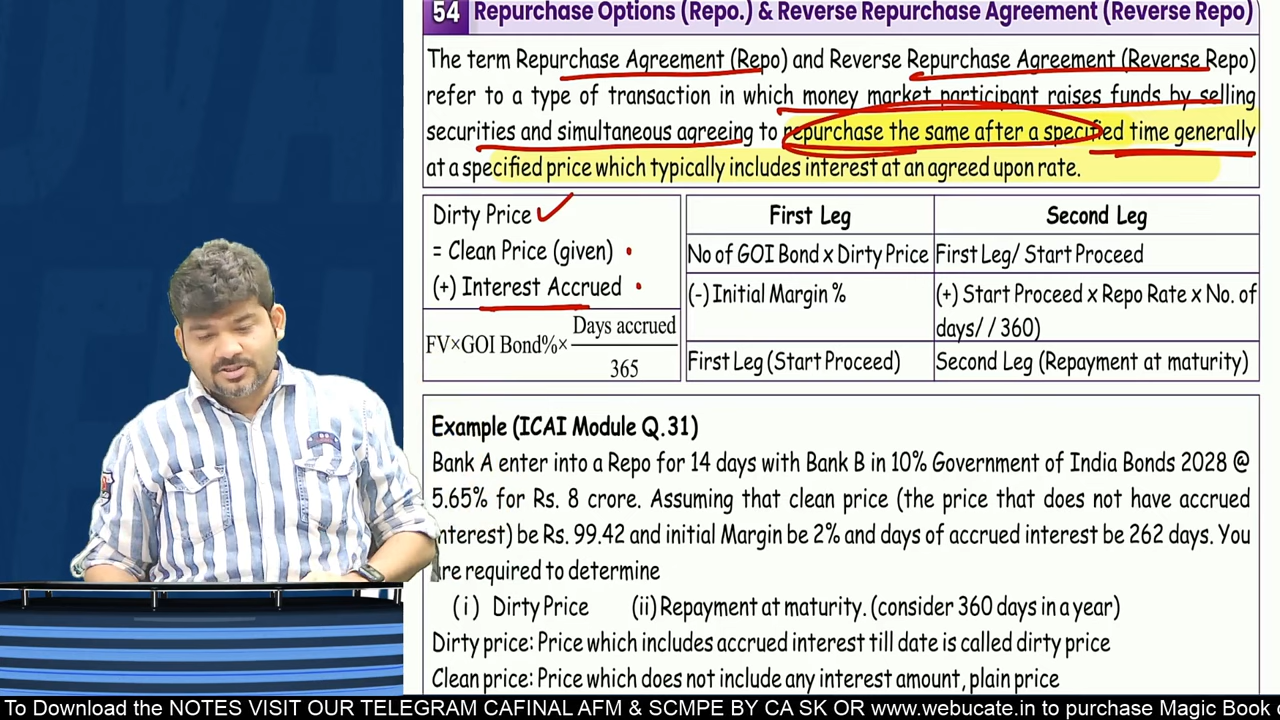 54 Repurchase Options (Repo.) & Reverse Repurchase Agreement (Reverse Repo)
The term Repurchase Agreement (Repo) and Reverse Repurchase Agreement (Reverse Repo)
refer to a type of transaction in which money market participant raises funds by selling
securities and simultaneous agreeing to repurchase the same after a specified time generally
at a specified price which typically includes interest at an agreed upon rate.
Dirty Price
= Clean Price (given)
(+) Interest Accrued
FV×GOI Bond%× Days accrued
365
First Leg Second Leg
No of GOI Bond x Dirty Price First Leg/ Start Proceed
(-) Initial Margin % (+) Start Proceed x Repo Rate x No. of
days/ / 360)
First Leg (Start Proceed) Second Leg (Repayment at maturity)
Example (ICAI Module Q.31)
Bank A enter into a Repo for 14 days with Bank B in 10% Government of India Bonds 2028 @
5.65% for Rs. 8 crore. Assuming that clean price (the price that does not have accrued
interest) be Rs. 99.42 and initial Margin be 2% and days of accrued interest be 262 days. You
are required to determine
(i) Dirty Price (ii) Repayment at maturity. (consider 360 days in a year)
Dirty price: Price which includes accrued interest till date is called dirty price
Clean price: Price which does not include any interest amount, plain price
To Download the NOTES VISIT OUR TELEGRAM CAFINAL AFM & SCMPE BY CA SK OR www.webucate.in to purchase Magic Book